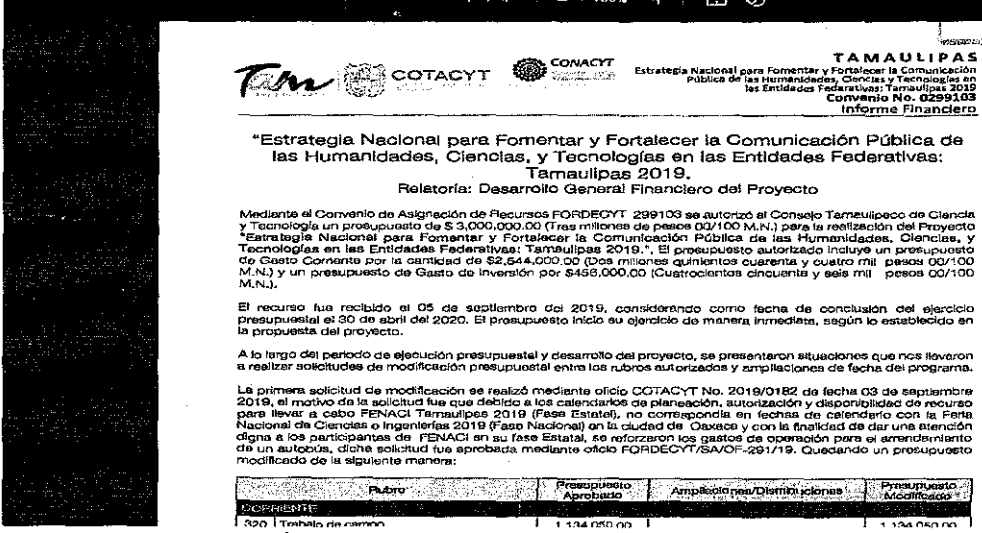 TAMAULIPAS
Tam COTACYT CONACYT
Estrategia Nacional para Fomentar y Fortalecer la Comunicación
Pública de las Humanidades, Ciencias y Tecnologías en
las Entidades Federativas: Tamaulipas 2019
Convenio No. 0299103
Informe Financiero
"Estrategia Nacional para Fomentar y Fortalecer la Comunicación Pública de
las Humanidades, Ciencias, y Tecnologías en las Entidades Federativas:
Tamaulipas 2019.
Relatoría: Desarrollo General Financiero del Proyecto
Mediante el Convenio de Asignación de Recursos FORDECYT 299103 se autorizó al Consejo Tamaulipeco de Ciencia
y Tecnología un presupuesto de $ 3,000,000.00 (Tres millones de pesos 00/100 M.N.) para la realización del Proyecto
"Estrategia Nacional para Fomentar y Fortalecer la Comunicación Pública de las Humanidades, Ciencias, y
Tecnologías en las Entidades Federativas: Tamaulipas 2019.", El presupuesto autorizado incluye un presupuesto
de Gasto Corriente por la cantidad de $2,544,000.00 (Dos millones quinientos cuarenta y cuatro mil pesos 00/100
M.N.) y un presupuesto de Gasto de Inversión por $456,000.00 (Cuatrocientos cincuenta y seis mil pesos 00/100
M.N.).
El recurso fue recibido el 05 de septiembre del 2019, considerando como fecha de conclusión del ejercicio
presupuestal el 30 de abril del 2020. El presupuesto inicio su ejercicio de manera inmediata, según lo establecido en
la propuesta del proyecto.
A lo largo del periodo de ejecución presupuestal y desarrollo del proyecto, se presentaron situaciones que nos llevaron
a realizar solicitudes de modificación presupuestal entre los rubros autorizados y ampliaciones de fecha del programa.
La primera solicitud de modificación se realizó mediante oficio COTACYT No. 2019/0182 de fecha 03 de septiembre
2019, el motivo de la solicitud fue que debido a los calendarios de planeación, autorización y disponibilidad de recurso
para llevar a cabo FENACI Tamaulipas 2019 (Fase Estatal), no correspondía en fechas de calendario con la Feria
Nacional de Ciencias e Ingenierías 2019 (Fase Nacional) en la ciudad de Oaxaca y con la finalidad de dar una atención
digna a los participantes de FENACI en su fase Estatal, se reforzaron los gastos de operación para el arrendamiento
de un autobús, dicha solicitud fue aprobada mediante oficio FORDECYT/SA/OF-291/19. Quedando un presupuesto
modificado de la siguiente manera:
Rubro Presupuesto Aprobado Ampliaciones/Disminuciones Presupuesto Modificado
CORRIENTE
320 Trabajo de campo 1,134,050.00 1,134,050.00